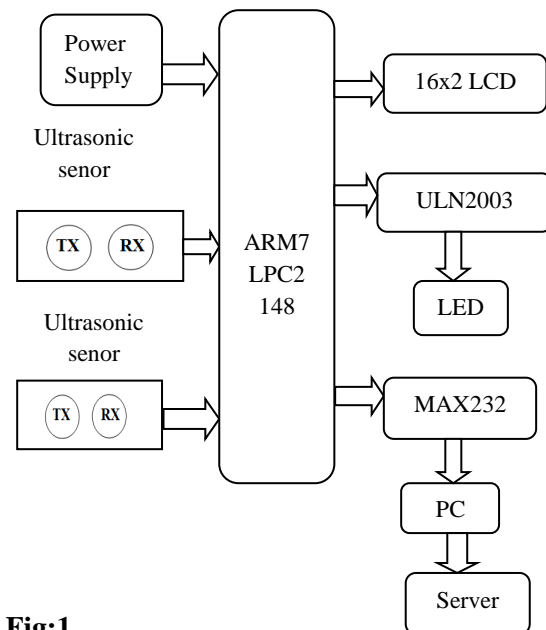 Power
Supply
Ultrasonic
senor
TX RX
Ultrasonic
senor
TX RX
ARM7
LPC2
148
16x2 LCD
ULN2003
LED
MAX232
PC
Server
Fig:1